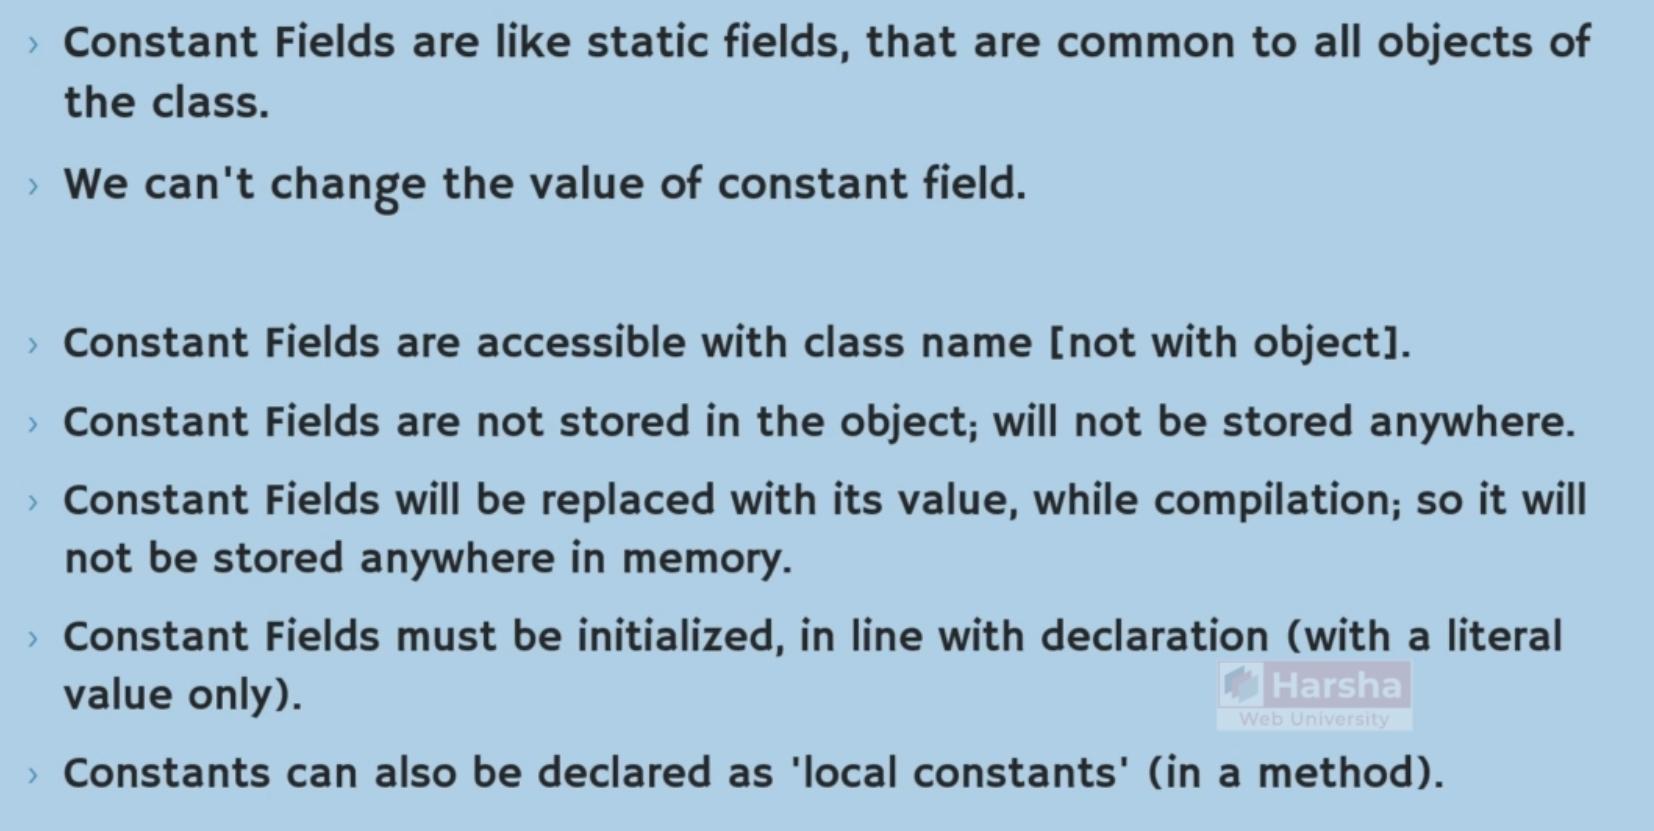 › Constant Fields are like static fields, that are common to all objects of
the class.
› We can't change the value of constant field.
› Constant Fields are accessible with class name [not with object].
› Constant Fields are not stored in the object; will not be stored anywhere.
› Constant Fields will be replaced with its value, while compilation; so it will
not be stored anywhere in memory.
› Constant Fields must be initialized, in line with declaration (with a literal
value only).
Harsha
Web University
› Constants can also be declared as 'local constants' (in a method).